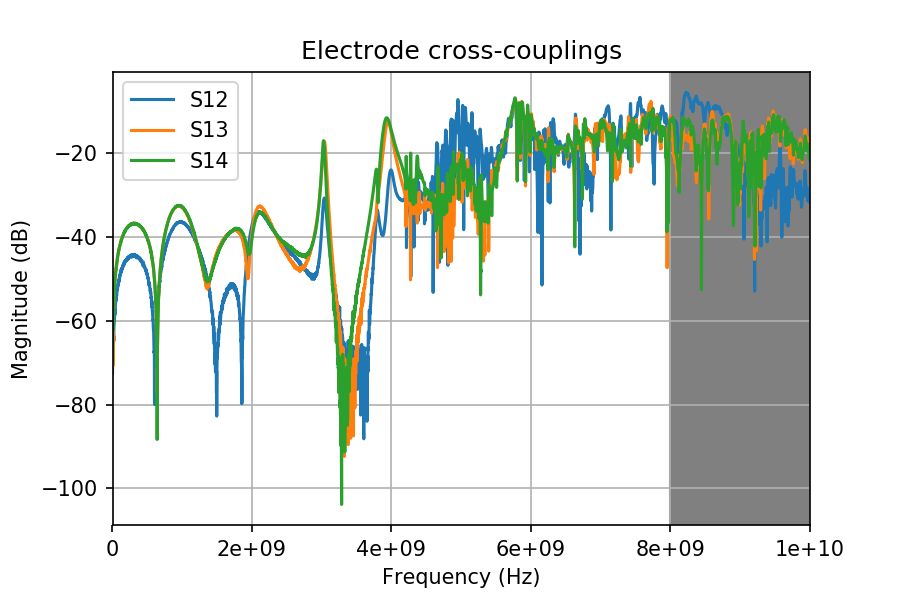 Electrode cross-couplings
S12
S13
S14
Magnitude (dB)
−20
−40
−60
−80
−100
0 2e+09 4e+09 6e+09 8e+09 1e+10
Frequency (Hz)